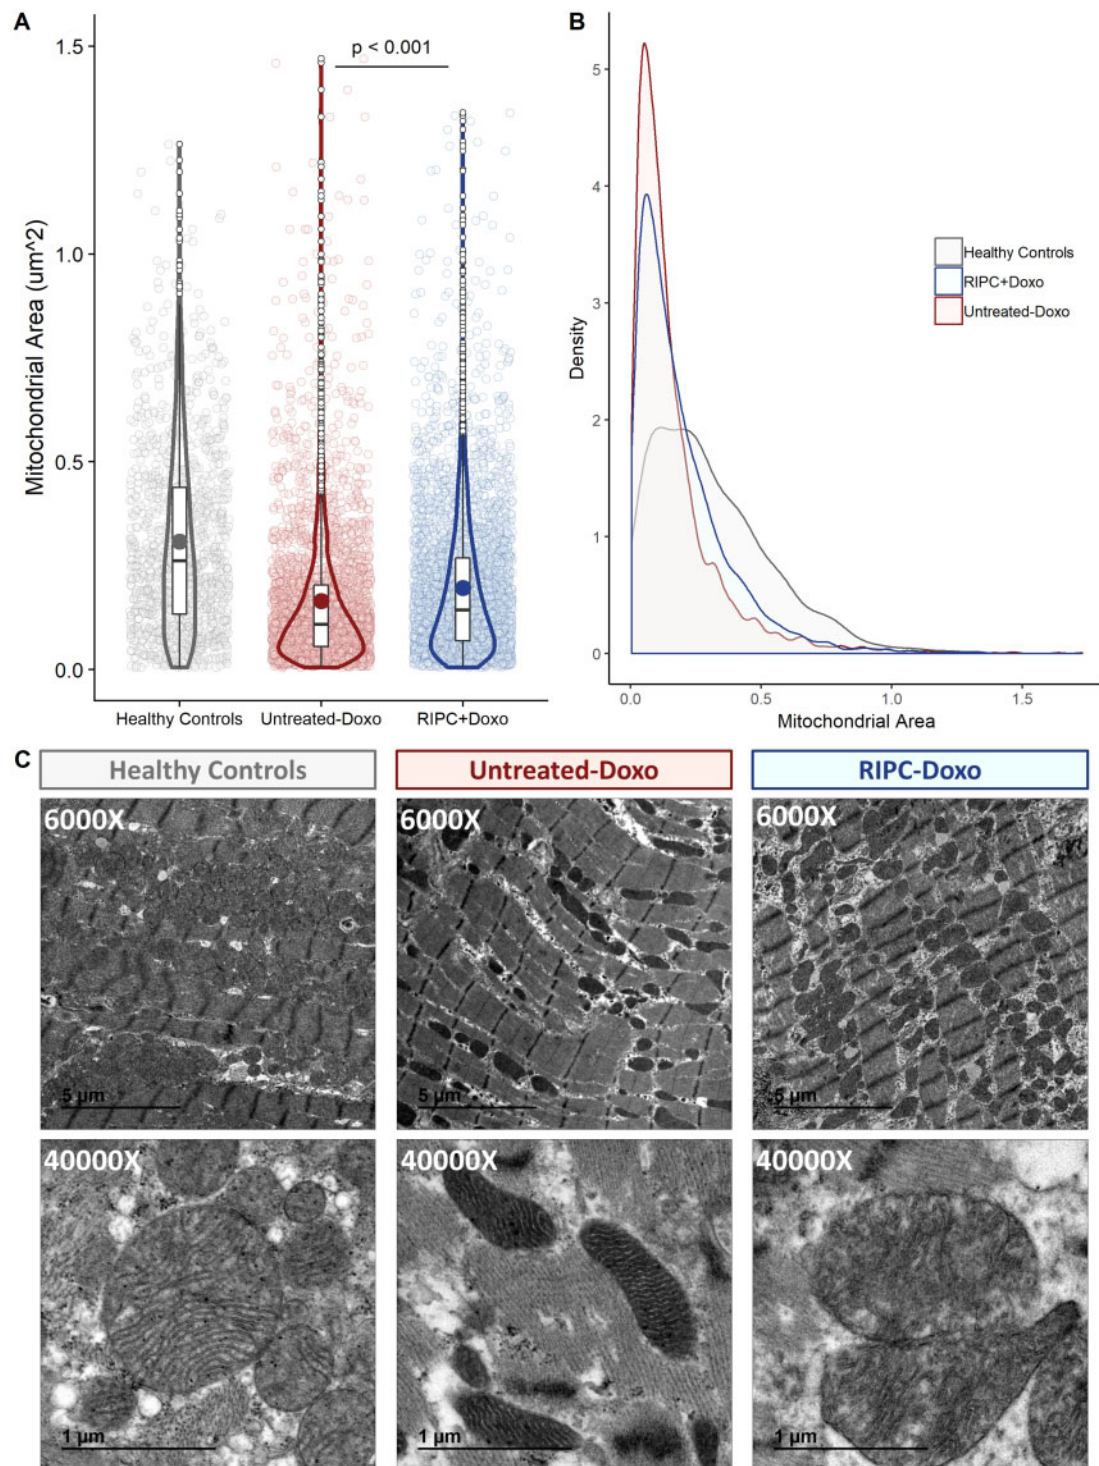 A
B
p < 0.001
Mitochondrial Area (um^2)
1.5
1.0
0.5
0.0
Healthy Controls
Untreated-Doxo
RIPC+Doxo
Density
5
4
3
2
1
0
Healthy Controls
RIPC+Doxo
Untreated-Doxo
0.0
0.5
1.0
1.5
Mitochondrial Area
C
Healthy Controls
Untreated-Doxo
RIPC-Doxo
6000X
6000X
6000X
5 µm
5 µm
5 µm
40000X
40000X
40000X
1 µm
1 µm
1 µm